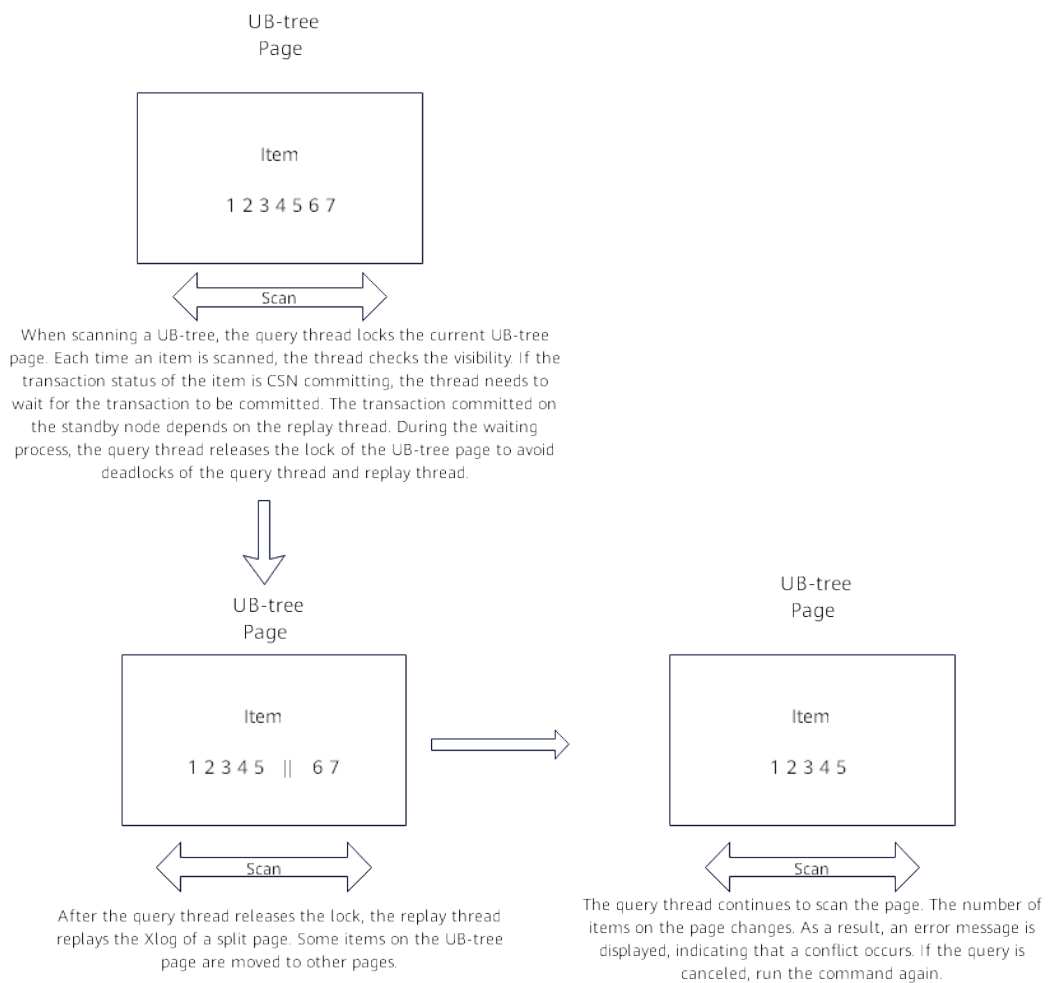 UB-tree
Page
Item
1 2 3 4 5 6 7
Scan
When scanning a UB-tree, the query thread locks the current UB-tree
page. Each time an item is scanned, the thread checks the visibility. If the
transaction status of the item is CSN committing, the thread needs to
wait for the transaction to be committed. The transaction committed on
the standby node depends on the replay thread. During the waiting
process, the query thread releases the lock of the UB-tree page to avoid
deadlocks of the query thread and replay thread.
UB-tree
Page
Item
1 2 3 4 5 || 6 7
Scan
After the query thread releases the lock, the replay thread
replays the Xlog of a split page. Some items on the UB-tree
page are moved to other pages.
UB-tree
Page
Item
1 2 3 4 5
Scan
The query thread continues to scan the page. The number of
items on the page changes. As a result, an error message is
displayed, indicating that a conflict occurs. If the query is
canceled, run the command again.